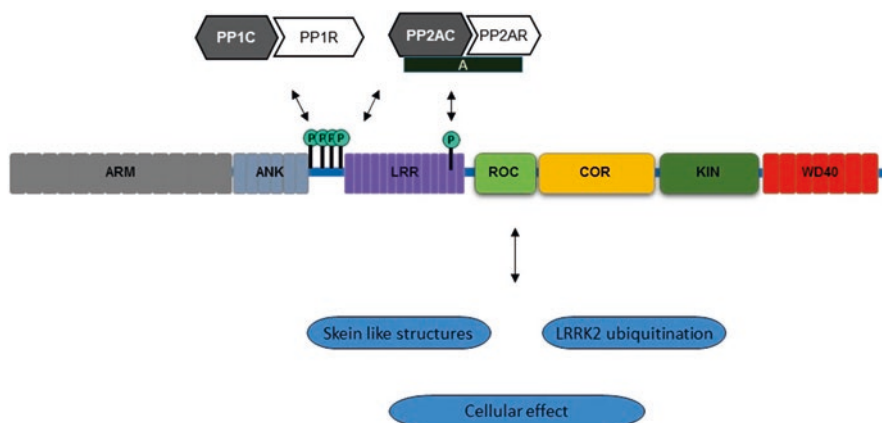 PP1C PP1R PP2AC PP2AR
A
P P P P P
ARM ANK LRR ROC COR KIN WD40
Skein like structures LRRK2 ubiquitination
Cellular effect